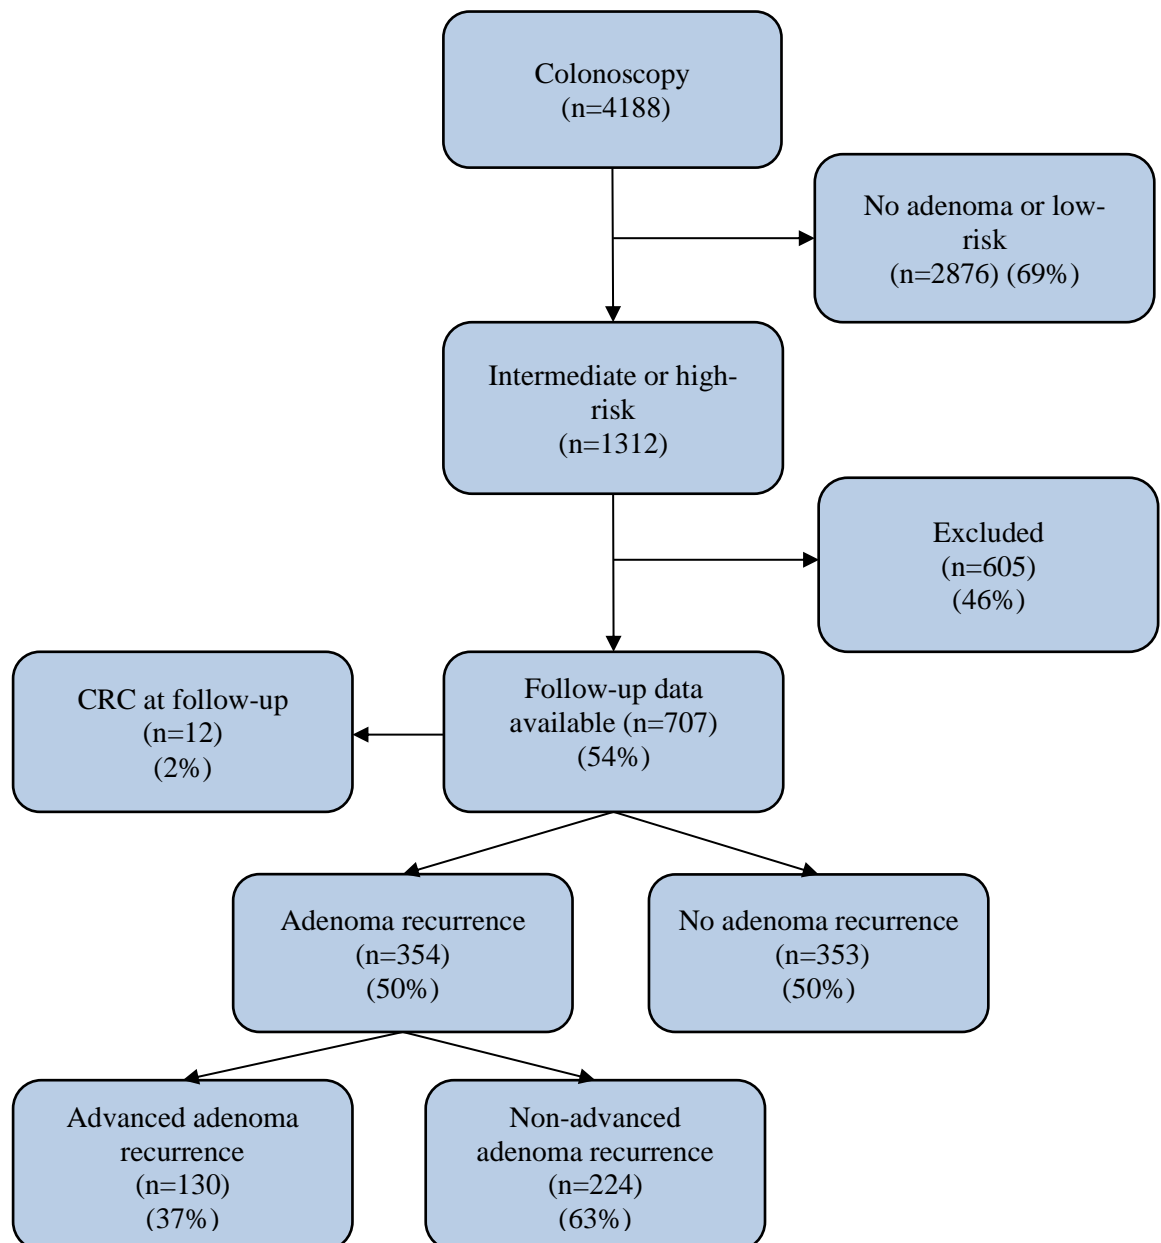 Colonoscopy
(n=4188)
No adenoma or low-
risk
(n=2876) (69%)
Intermediate or high-
risk
(n=1312)
Excluded
(n=605)
(46%)
CRC at follow-up
(n=12)
(2%)
Follow-up data
available (n=707)
(54%)
Adenoma recurrence
(n=354)
(50%)
No adenoma recurrence
(n=353)
(50%)
Advanced adenoma
recurrence
(n=130)
(37%)
Non-advanced
adenoma recurrence
(n=224)
(63%)